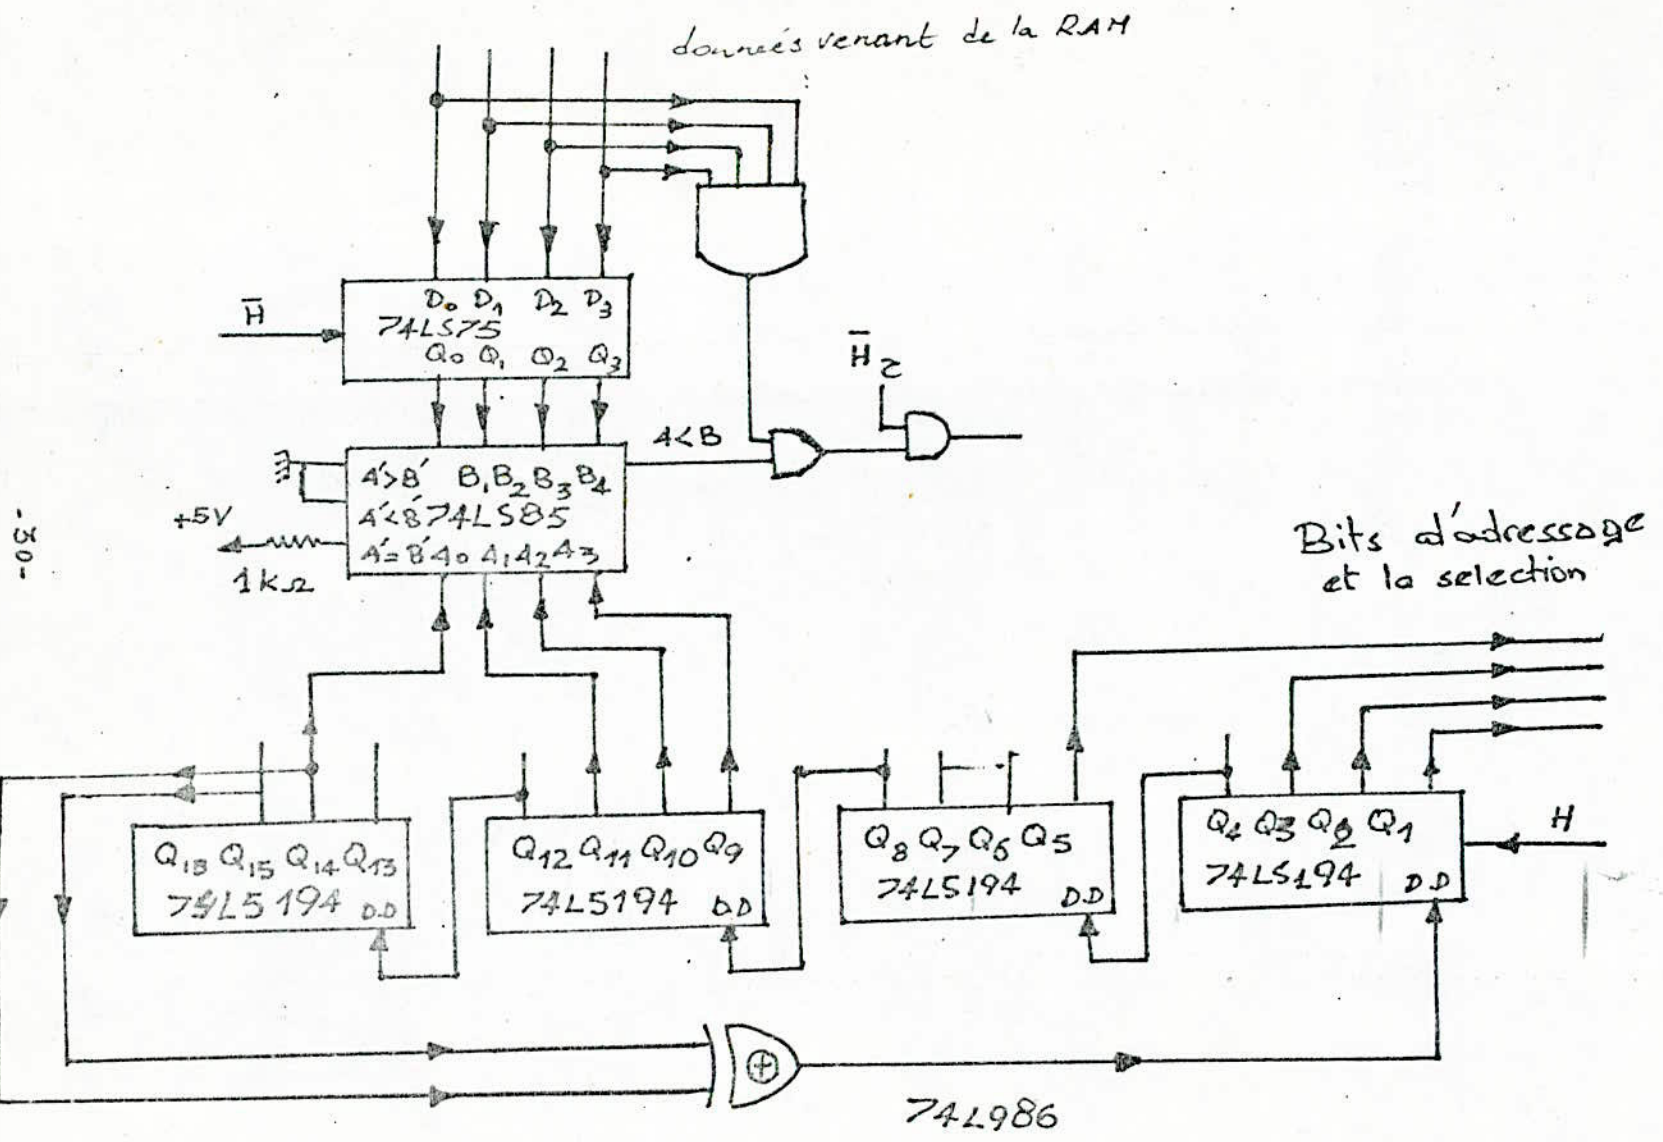 données venant de la RAM
D0 D1 D2 D3
H̅
74LS75
Q0 Q1 Q2 Q3
H̅2
A<B
A'>B' B1 B2 B3 B4
A'<B' 74LS85
+5V
A'=B' A0 A1 A2 A3
1kΩ
-30-
Bits d'adressage
et la selection
Q4 Q3 Q2 Q1
H
Q8 Q7 Q6 Q5
Q12 Q11 Q10 Q9
Q15 Q14 Q13
74LS194 D.D
74LS194 D.D
74LS194 D.D
74LS194 D.D
⊕
74L986